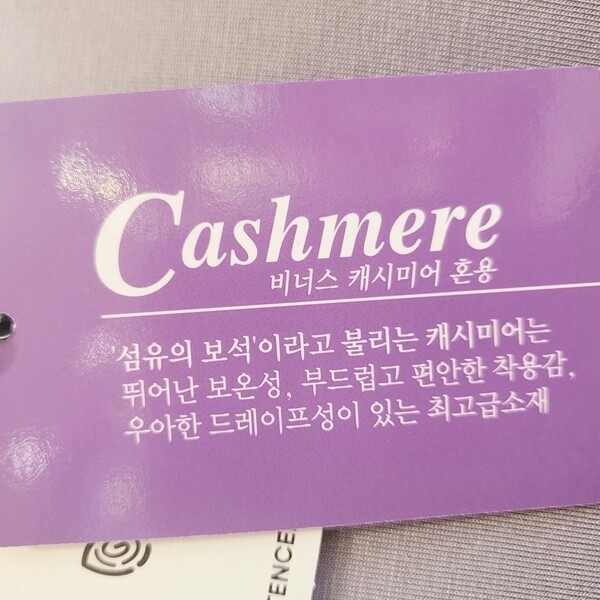 Cashmere
비너스 캐시미어 혼용
'섬유의 보석'이라고 불리는 캐시미어는
뛰어난 보온성, 부드럽고 편안한 착용감,
우아한 드레이프성이 있는 최고급소재
TENCE